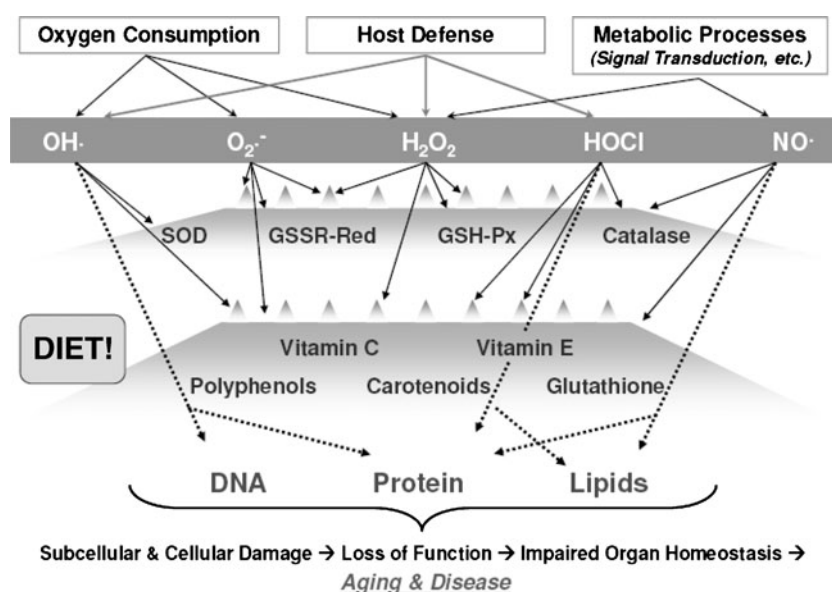 Oxygen Consumption
Host Defense
Metabolic Processes
(Signal Transduction, etc.)
OH·
O₂·⁻
H₂O₂
HOCl
NO·
SOD
GSSR-Red
GSH-Px
Catalase
DIET!
Vitamin C
Vitamin E
Polyphenols
Carotenoids
Glutathione
DNA
Protein
Lipids
Subcellular & Cellular Damage → Loss of Function → Impaired Organ Homeostasis →
Aging & Disease